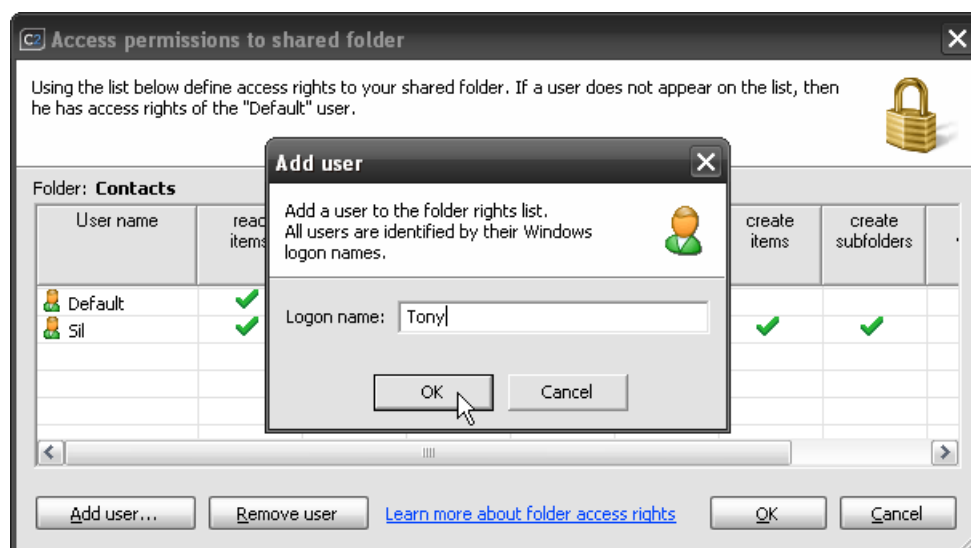 C2 Access permissions to shared folder
Using the list below define access rights to your shared folder. If a user does not appear on the list, then
he has access rights of the "Default" user.
Add user
Add a user to the folder rights list.
All users are identified by their Windows
logon names.
Logon name: Tony
OK Cancel
Folder: Contacts
User name create create
items subfolders
Default
Sil
Add user... Remove user Learn more about folder access rights OK Cancel